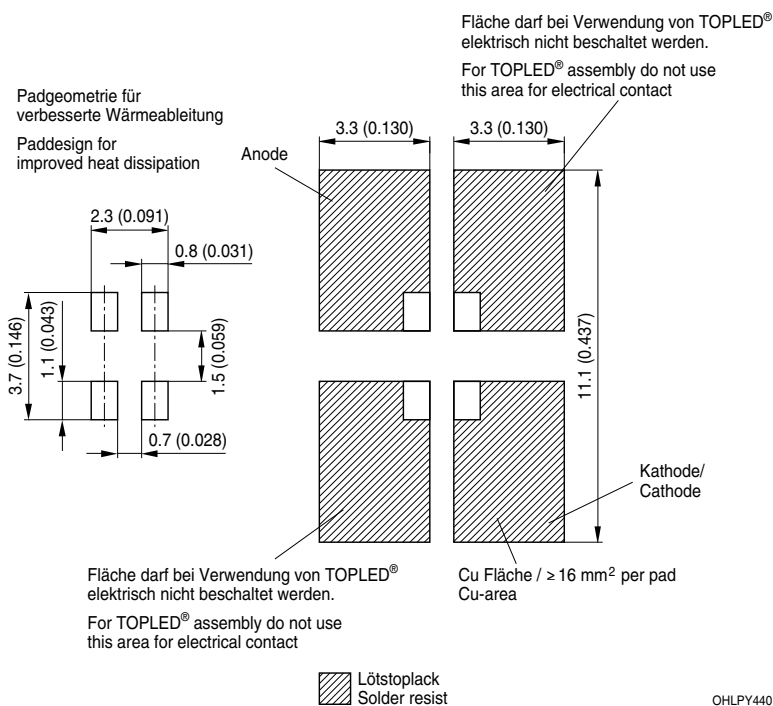 Fläche darf bei Verwendung von TOPLED®
elektrisch nicht beschaltet werden.
For TOPLED® assembly do not use
this area for electrical contact
Padgeometrie für
verbesserte Wärmeableitung
Paddesign for
improved heat dissipation
Anode
3.3 (0.130)
3.3 (0.130)
2.3 (0.091)
0.8 (0.031)
3.7 (0.146)
1.1 (0.043)
1.5 (0.059)
11.1 (0.437)
0.7 (0.028)
Kathode/
Cathode
Fläche darf bei Verwendung von TOPLED®
elektrisch nicht beschaltet werden.
For TOPLED® assembly do not use
this area for electrical contact
Cu Fläche / ≥ 16 mm² per pad
Cu-area
Lötstoplack
Solder resist
OHLPY440